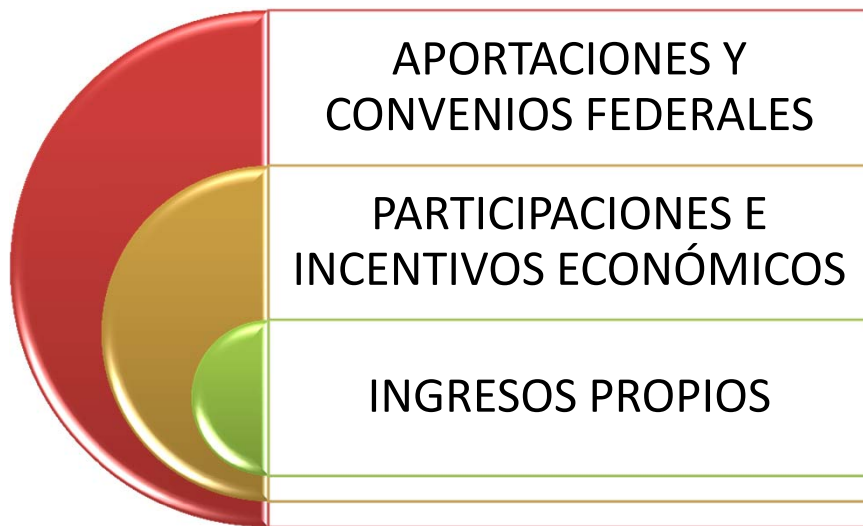 APORTACIONES Y
CONVENIOS FEDERALES
PARTICIPACIONES E
INCENTIVOS ECONÓMICOS
INGRESOS PROPIOS